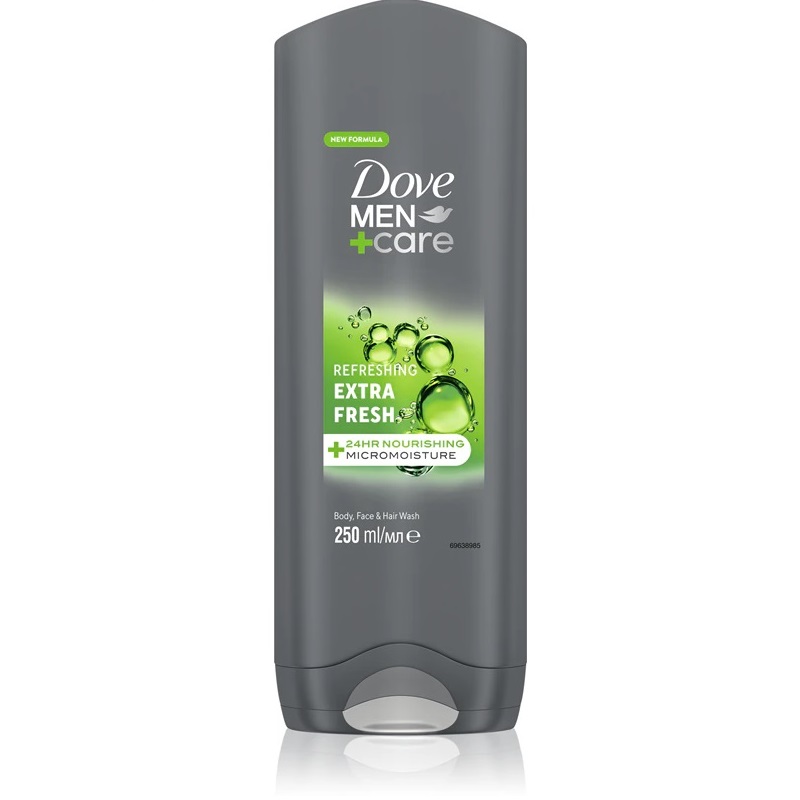 NEW FORMULA
Dove
MEN
+care
REFRESHING
EXTRA
FRESH
+24HR NOURISHING
MICROMOISTURE
Body, Face & Hair Wash
250 ml/мл e
69638985